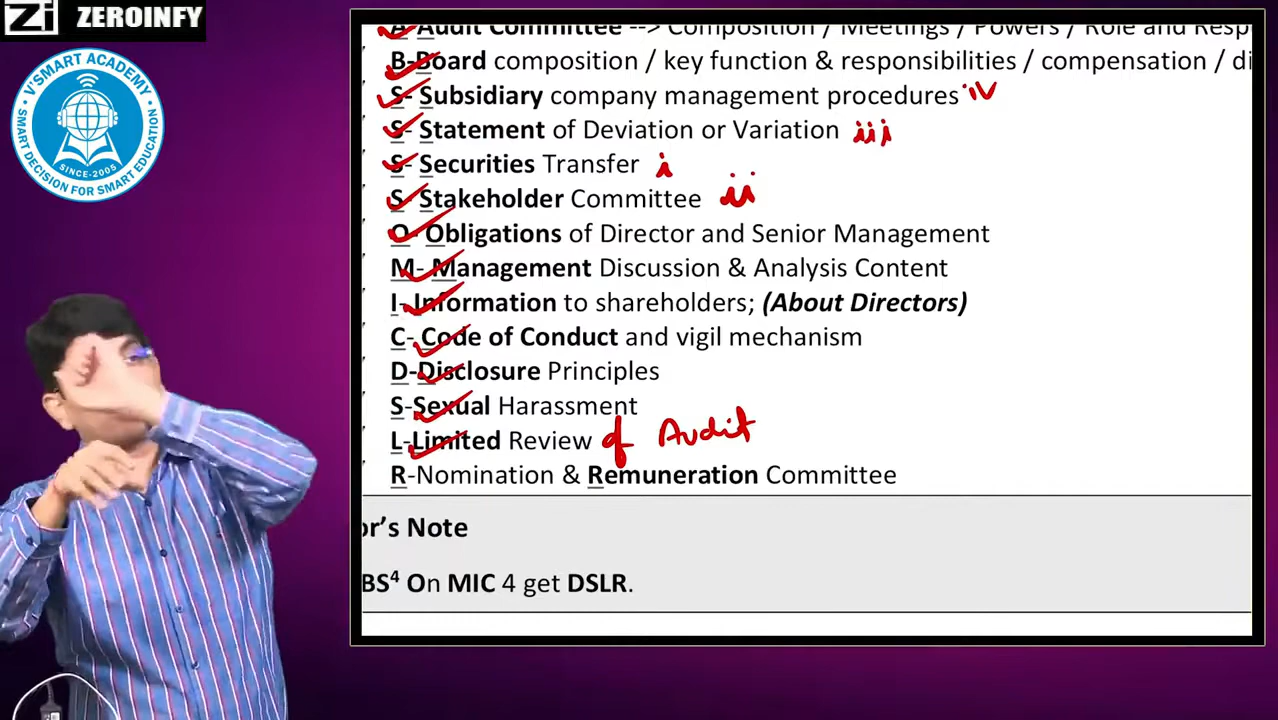 Zi ZEROINFY
V'SMART ACADEMY
SINCE-2005
SMART DECISION FOR SMART EDUCATION
A-Audit Committee --> Composition / Meetings / Powers / Role and Resp
B-Board composition / key function & responsibilities / compensation / di
S- Subsidiary company management procedures iv
S- Statement of Deviation or Variation iii
S- Securities Transfer i
S- Stakeholder Committee ii
O- Obligations of Director and Senior Management
M- Management Discussion & Analysis Content
I- Information to shareholders; (About Directors)
C- Code of Conduct and vigil mechanism
D-Disclosure Principles
S-Sexual Harassment
L-Limited Review of Audit
R-Nomination & Remuneration Committee
or's Note
BS⁴ On MIC 4 get DSLR.